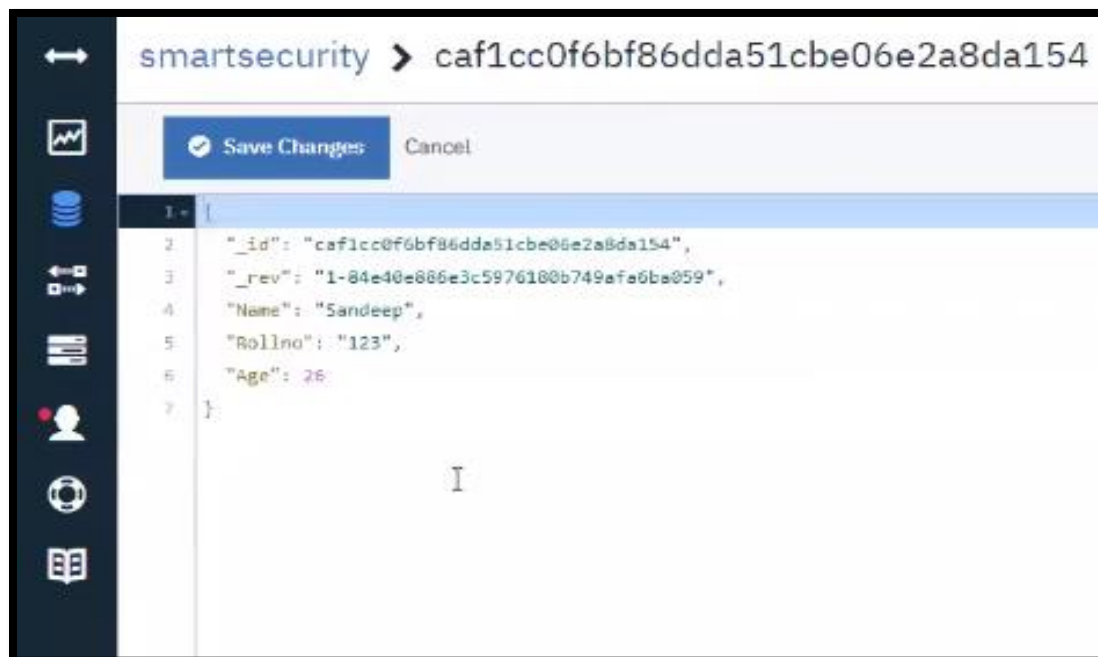 smartsecurity > caf1cc0f6bf86dda51cbe06e2a8da154
Save Changes Cancel
1 {
2 "_id": "caf1cc0f6bf86dda51cbe06e2a8da154",
3 "_rev": "1-84e40e886e3c5976180b749afa6ba059",
4 "Name": "Sandeep",
5 "Rollno": "123",
6 "Age": 26
7 }